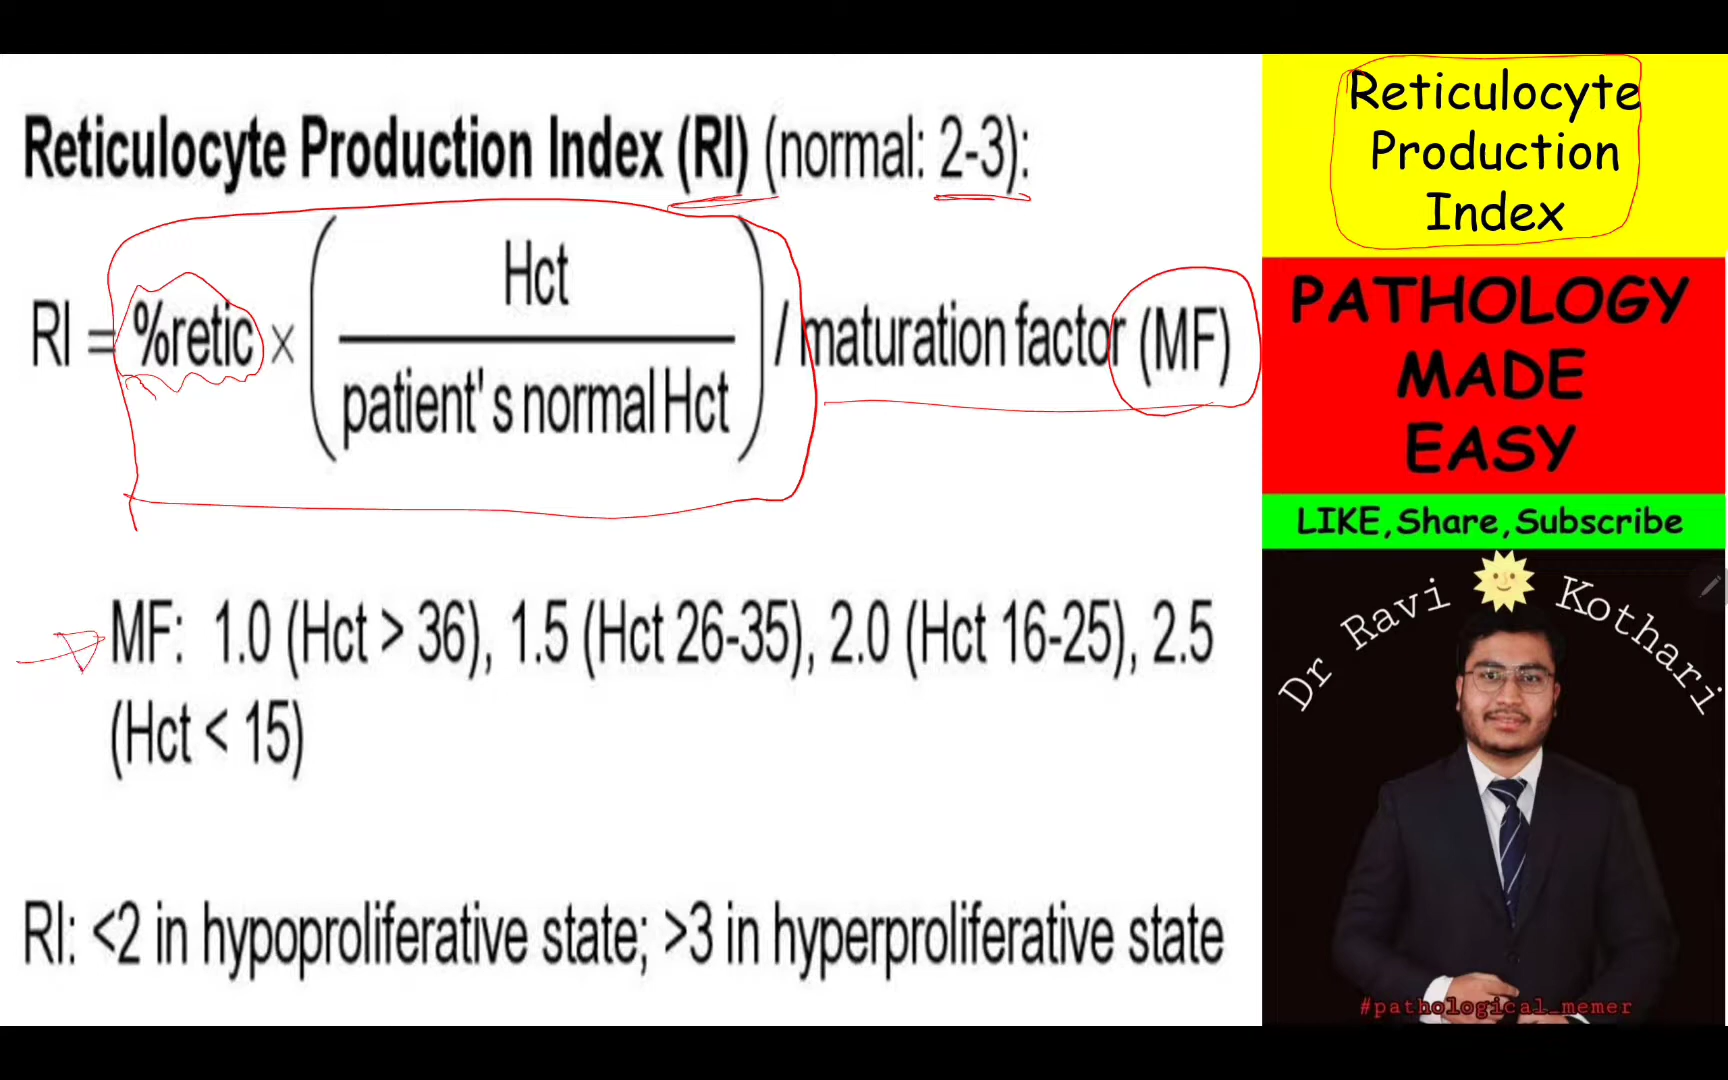 Reticulocyte Production Index (RI) (normal: 2-3):
RI = %retic × ( Hct / patient's normal Hct ) / maturation factor (MF)
MF: 1.0 (Hct > 36), 1.5 (Hct 26-35), 2.0 (Hct 16-25), 2.5
(Hct < 15)
RI: <2 in hypoproliferative state; >3 in hyperproliferative state
Reticulocyte
Production
Index
PATHOLOGY
MADE
EASY
LIKE,Share,Subscribe
Dr Ravi Kothari
#pathological_memer